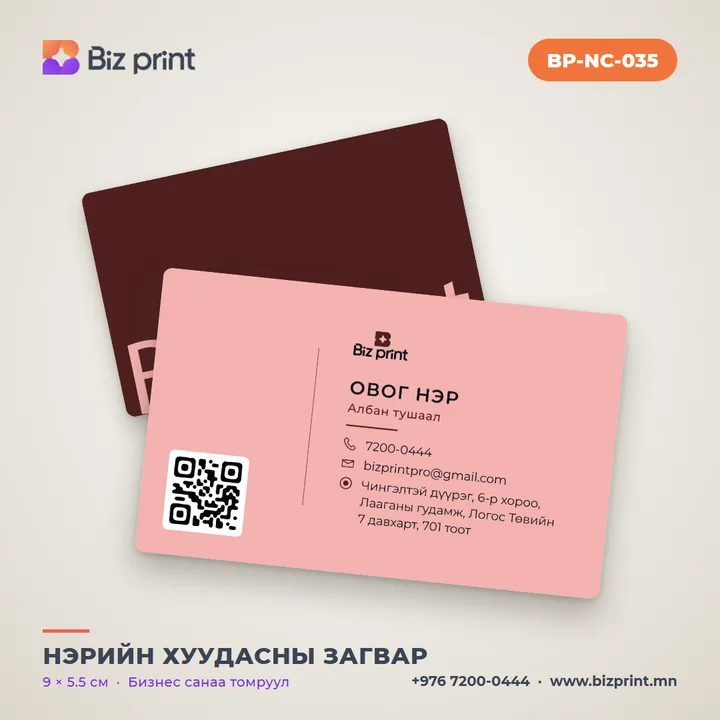 Biz print
BP-NC-035
Biz print
ОВОГ НЭР
Албан тушаал
7200-0444
bizprintpro@gmail.com
Чингэлтэй дүүрэг, 6-р хороо,
Лааганы гудамж, Логос Төвийн
7 давхарт, 701 тоот
НЭРИЙН ХУУДАСНЫ ЗАГВАР
9 × 5.5 см · Бизнес санаа томруул
+976 7200-0444 · www.bizprint.mn